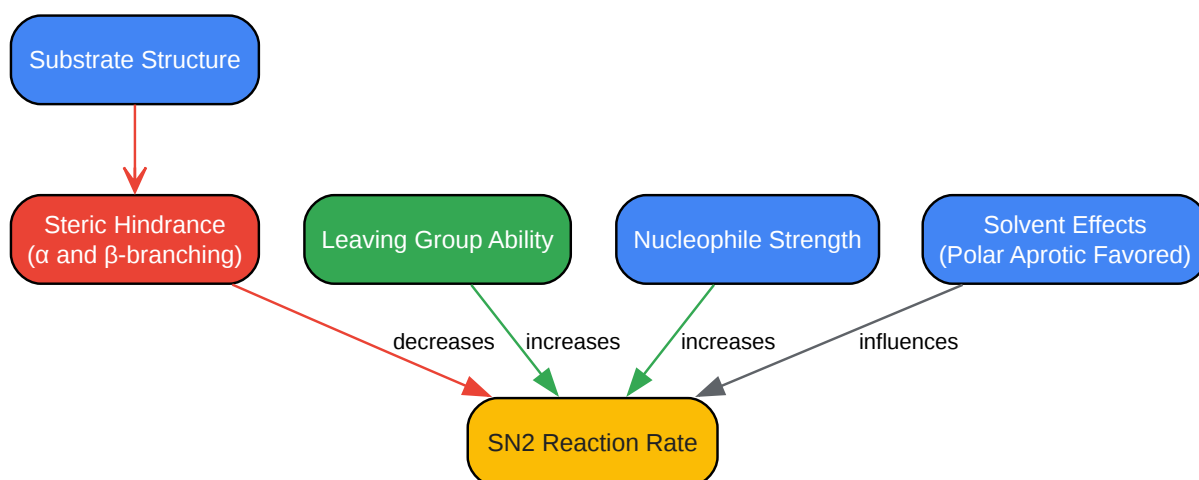 Substrate Structure
Steric Hindrance
(α and β-branching)
Leaving Group Ability
Nucleophile Strength
Solvent Effects
(Polar Aprotic Favored)
decreases
increases
increases
influences
SN2 Reaction Rate